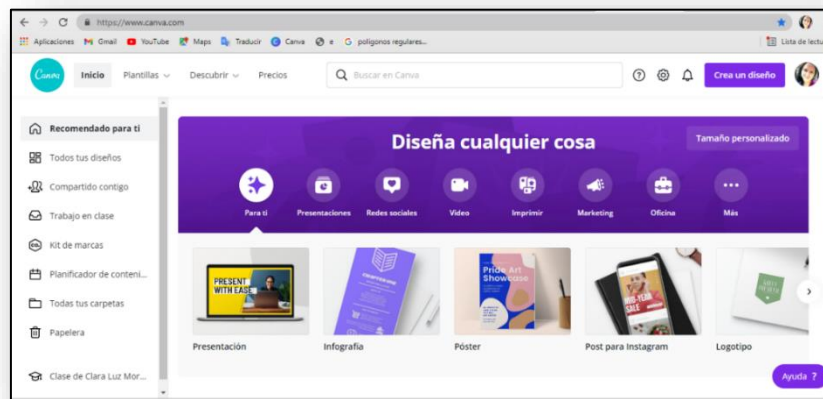 https://www.canva.com
Aplicaciones Gmail YouTube Maps Traducir Canva e poligonos regulares... Lista de lectu
Canva Inicio Plantillas Descubrir Precios Buscar en Canva Crea un diseño
Recomendado para ti
Todos tus diseños
Compartido contigo
Trabajo en clase
Kit de marcas
Planificador de conteni...
Todas tus carpetas
Papelera
Clase de Clara Luz Mor...
Diseña cualquier cosa
Tamaño personalizado
Para ti Presentaciones Redes sociales Video Imprimir Marketing Oficina Más
PRESENT
WITH EASE
Pride Art
Showcase
MID-YEAR
SALE
Presentación Infografía Póster Post para Instagram Logotipo
Ayuda ?